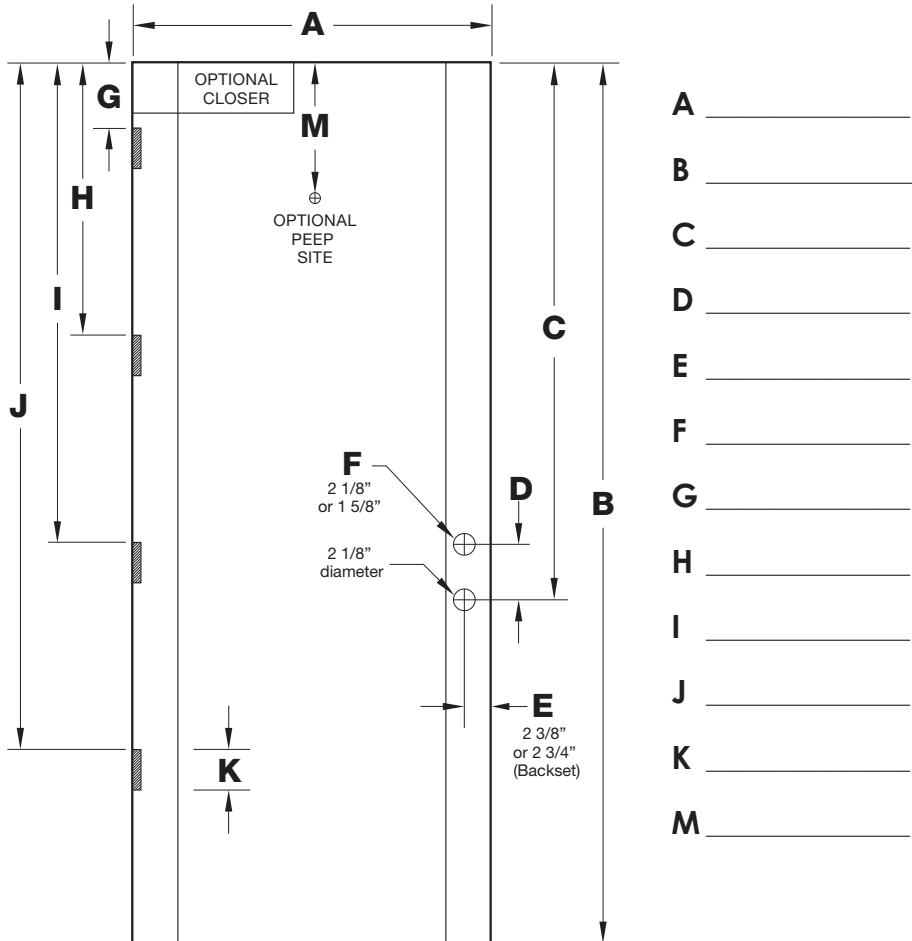 A
OPTIONAL
CLOSER
G
M
H
OPTIONAL
PEEP
SITE
I
C
J
F
2 1/8”
or 1 5/8”
D
B
2 1/8”
diameter
E
2 3/8”
or 2 3/4”
(Backset)
K
A
B
C
D
E
F
G
H
I
J
K
M